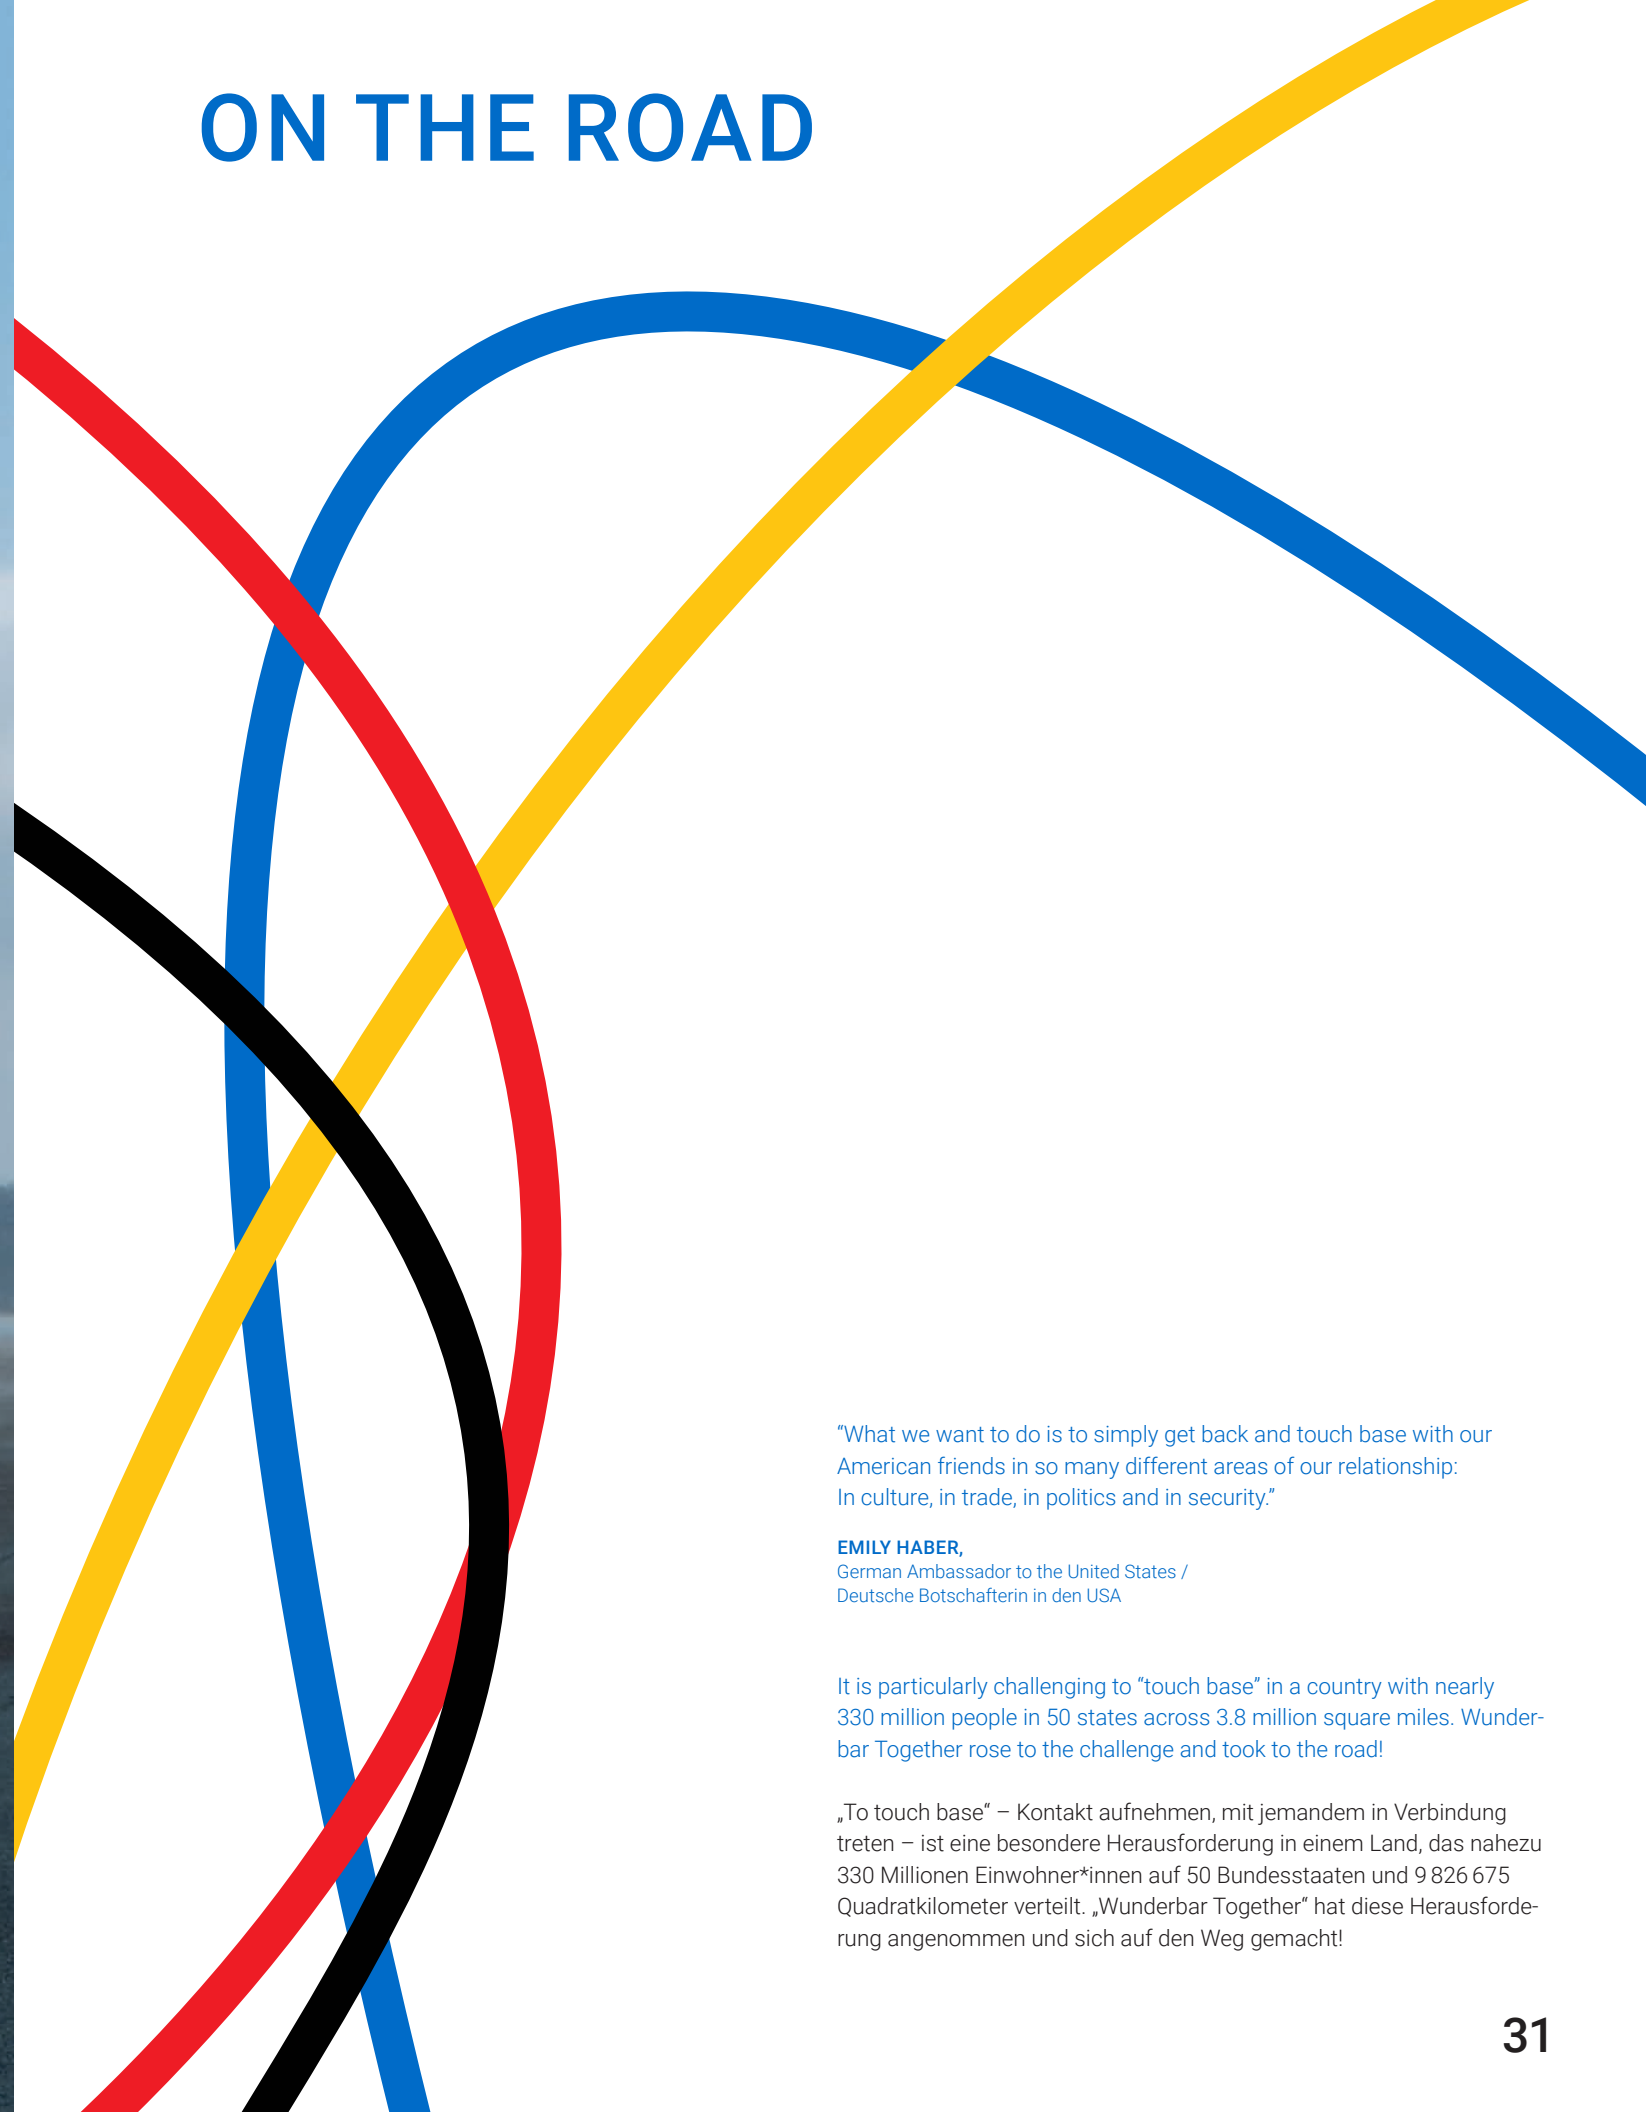 ON THE ROAD
“What we want to do is to simply get back and touch base with our
American friends in so many different areas of our relationship:
In culture, in trade, in politics and in security.”
EMILY HABER,
German Ambassador to the United States /
Deutsche Botschafterin in den USA
It is particularly challenging to “touch base” in a country with nearly
330 million people in 50 states across 3.8 million square miles. Wunder-
bar Together rose to the challenge and took to the road!
„To touch base“ – Kontakt aufnehmen, mit jemandem in Verbindung
treten – ist eine besondere Herausforderung in einem Land, das nahezu
330 Millionen Einwohner*innen auf 50 Bundesstaaten und 9 826 675
Quadratkilometer verteilt. „Wunderbar Together“ hat diese Herausforde-
rung angenommen und sich auf den Weg gemacht!
31